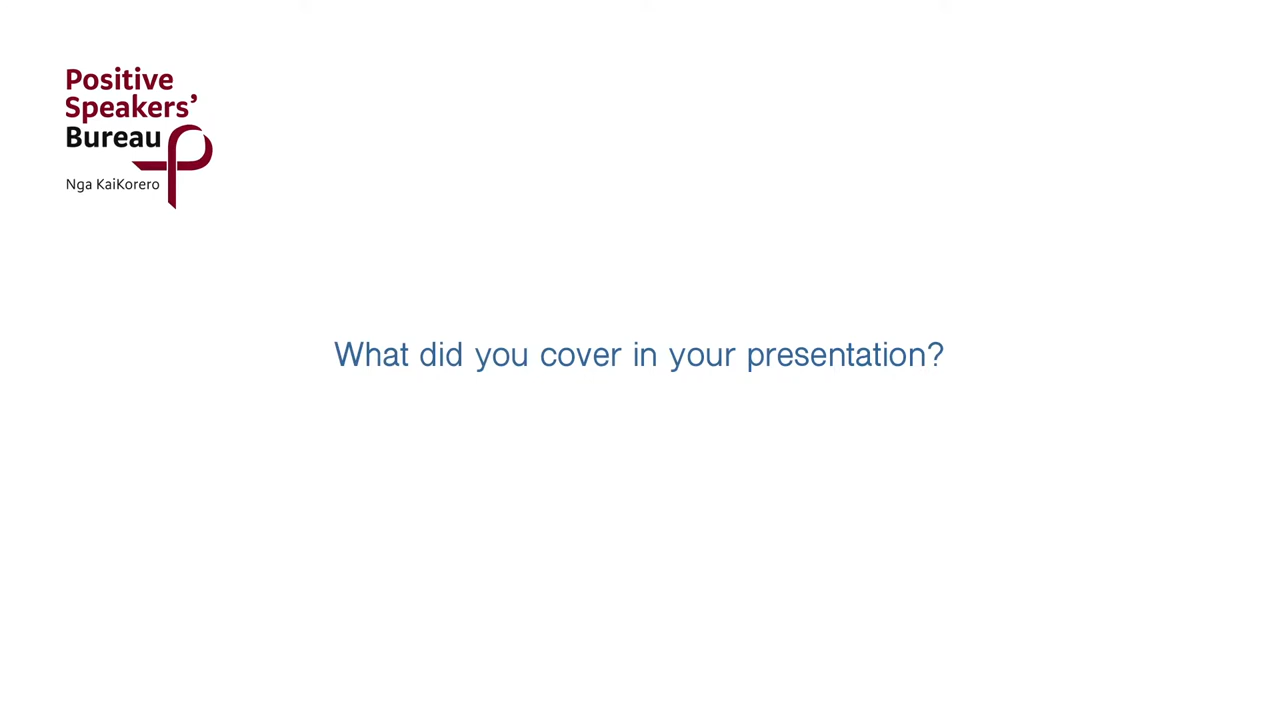 Positive
Speakers’
Bureau
Nga KaiKorero
What did you cover in your presentation?